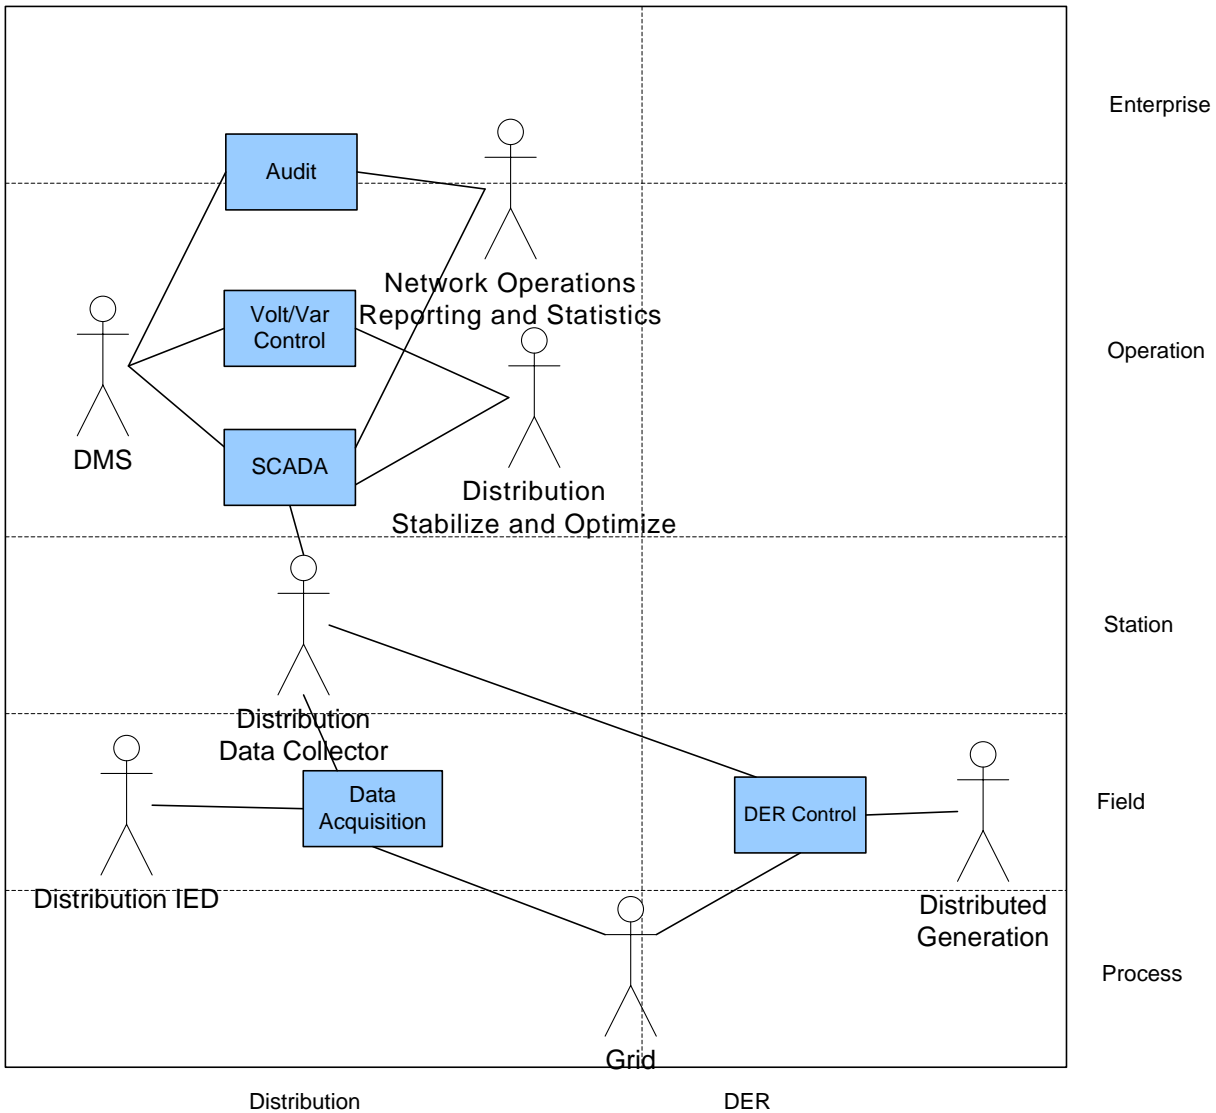 Enterprise
Audit
Network Operations
Reporting and Statistics
Volt/Var
Control
Operation
DMS
SCADA
Distribution
Stabilize and Optimize
Station
Distribution
Data Collector
Data
Acquisition
DER Control
Field
Distribution IED
Distributed
Generation
Process
Grid
Distribution
DER